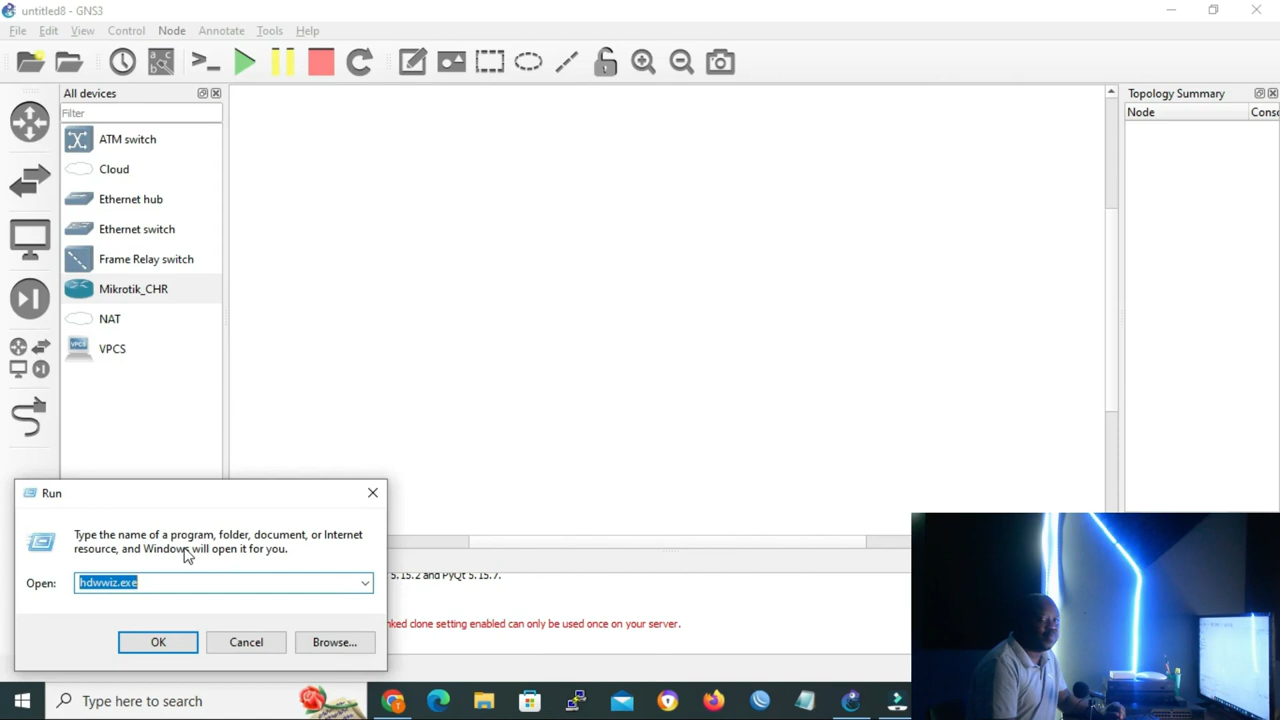 untitled8 - GNS3
File Edit View Control Node Annotate Tools Help
All devices
Topology Summary
Filter
Node
ATM switch
Cloud
Ethernet hub
Ethernet switch
Frame Relay switch
Mikrotik_CHR
NAT
VPCS
VPCS
Run
Type the name of a program, folder, document, or Internet
resource, and Windows will open it for you.
Open: hdwwiz.exe
OK Cancel Browse...
5.15.2 and PyQt 5.15.7.
clone setting enabled can only be used once on your server.
Type here to search